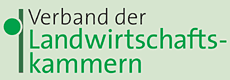 Verband der
Landwirtschafts-
kammern